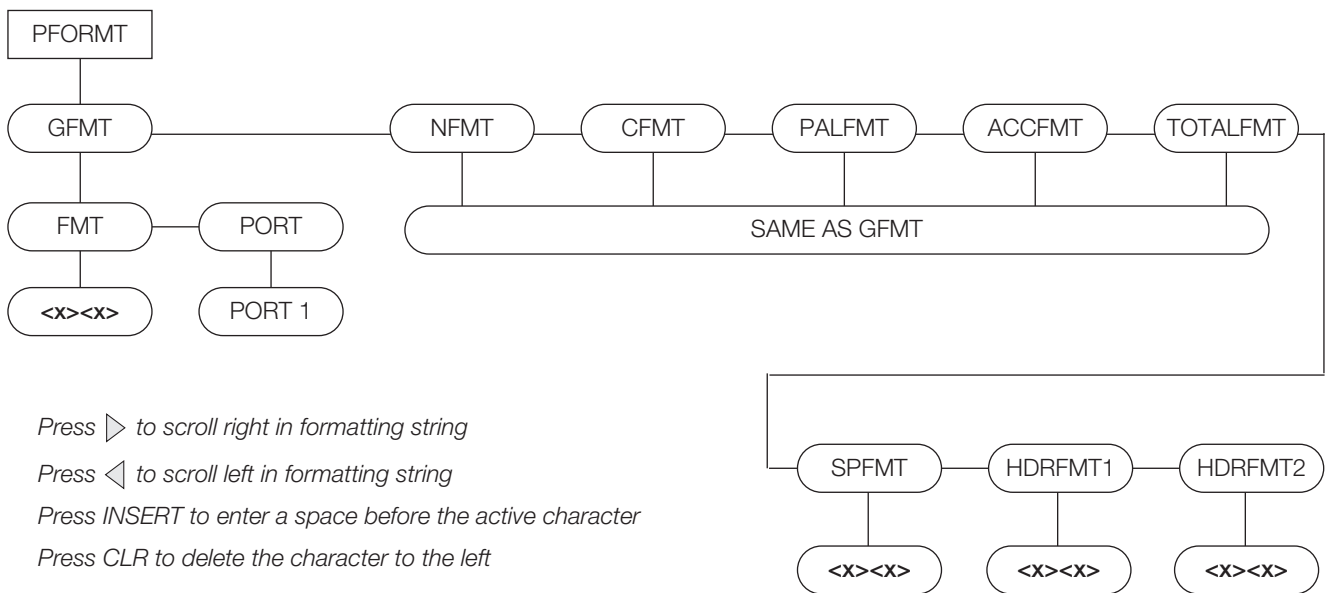 PFORMT
GFMT NFMT CFMT PALFMT ACCFMT TOTALFMT
FMT PORT SAME AS GFMT
<x><x> PORT 1
Press to scroll right in formatting string
Press to scroll left in formatting string
Press INSERT to enter a space before the active character
Press CLR to delete the character to the left
SPFMT HDRFMT1 HDRFMT2
<x><x> <x><x> <x><x>